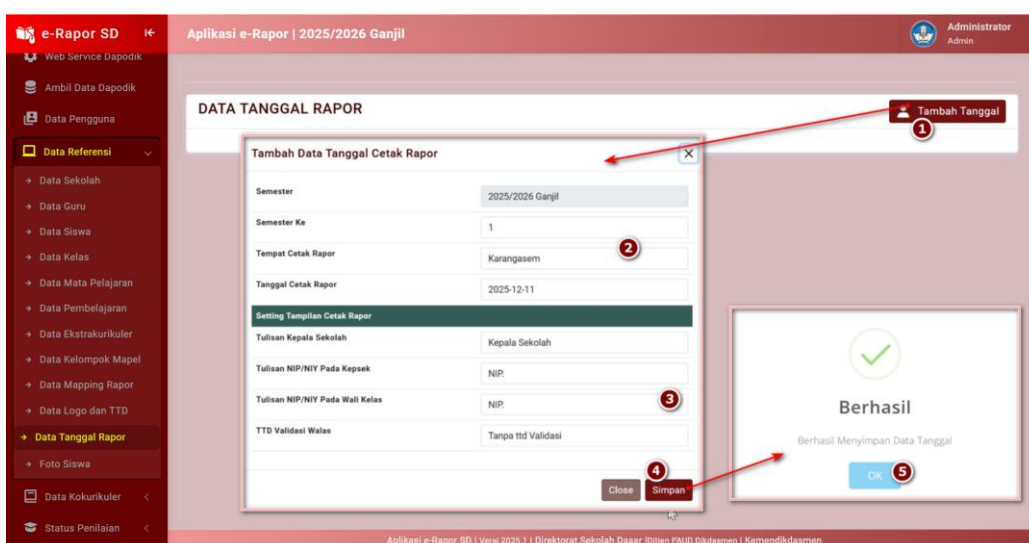 e-Rapor SD
Aplikasi e-Rapor | 2025/2026 Ganjil
Administrator
Admin
Web Service Dapodik
Ambil Data Dapodik
Data Pengguna
Data Referensi
Data Sekolah
Data Guru
Data Siswa
Data Kelas
Data Mata Pelajaran
Data Pembelajaran
Data Ekstrakurikuler
Data Kelompok Mapel
Data Mapping Rapor
Data Logo dan TTD
Data Tanggal Rapor
Foto Siswa
Data Kokurikuler
Status Penilaian
DATA TANGGAL RAPOR
Tambah Tanggal
1
Tambah Data Tanggal Cetak Rapor
Semester
2025/2026 Ganjil
Semester Ke
1
2
Tempat Cetak Rapor
Karangasem
Tanggal Cetak Rapor
2025-12-11
Setting Tampilan Cetak Rapor
Tulisan Kepala Sekolah
Kepala Sekolah
Tulisan NIP/NIY Pada Kepsek
NIP.
Tulisan NIP/NIY Pada Wali Kelas
NIP.
3
TTD Validasi Walas
Tanpa ttd Validasi
4
Close
Simpan
Berhasil
Berhasil Menyimpan Data Tanggal
OK
5
Aplikasi e-Rapor SD | Versi 2025.1 | Direktorat Sekolah Dasar |Ditjen PAUD Dikdasmen | Kemendikdasmen